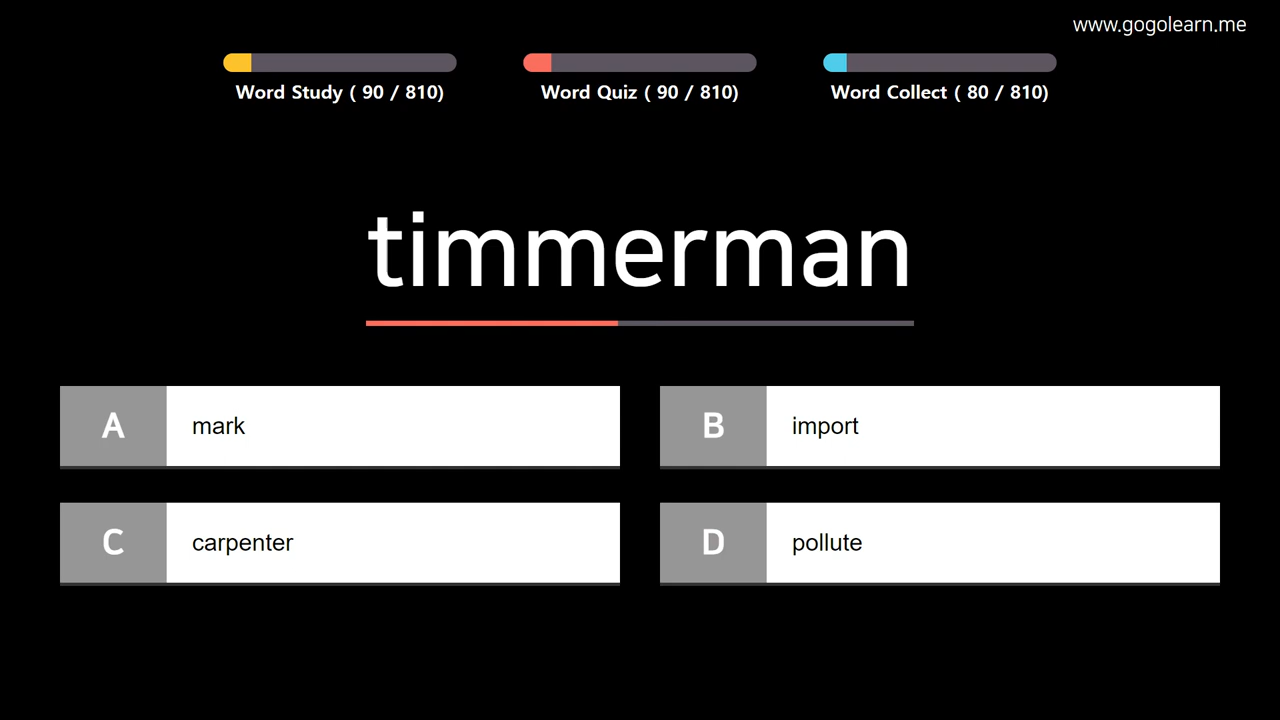 www.gogolearn.me
Word Study ( 90 / 810)
Word Quiz ( 90 / 810)
Word Collect ( 80 / 810)
timmerman
A mark
B import
C carpenter
D pollute